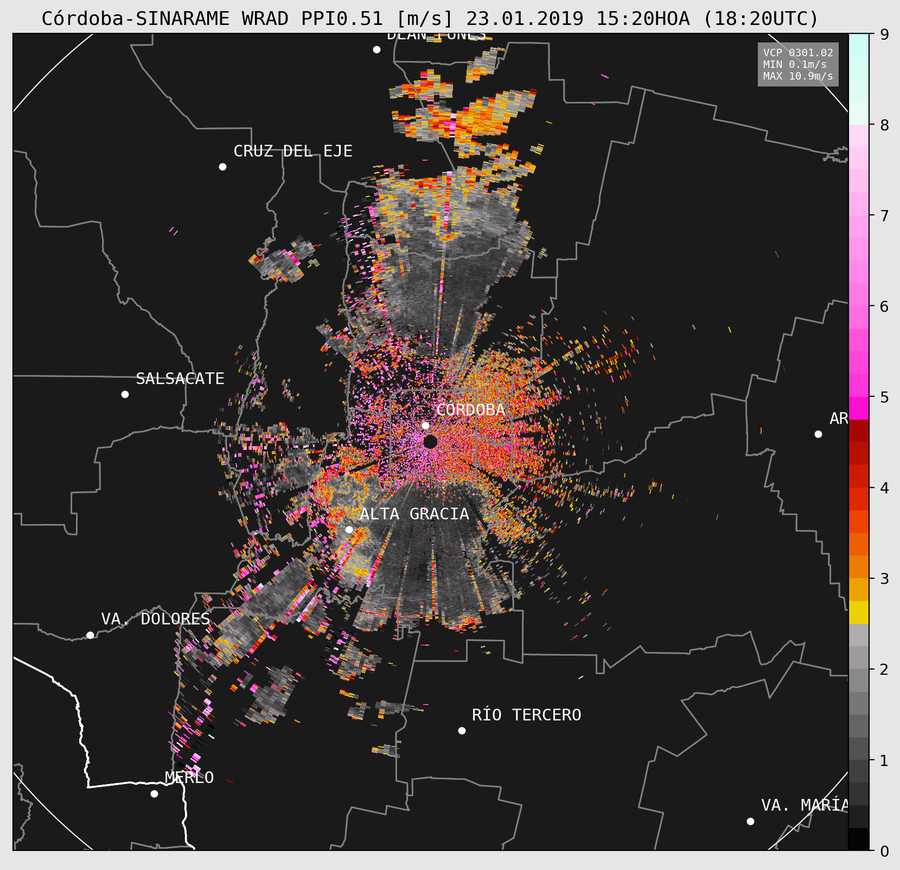 Córdoba-SINARAME WRAD PPI0.51 [m/s] 23.01.2019 15:20HOA (18:20UTC)
DEAN FUNES
VCP 0301.02
MIN 0.1m/s
MAX 10.9m/s
9
8
CRUZ DEL EJE
7
6
SALSACATE
5
CÓRDOBA
AR
4
ALTA GRACIA
3
VA. DOLORES
2
RÍO TERCERO
1
MERLO
VA. MARÍA
0